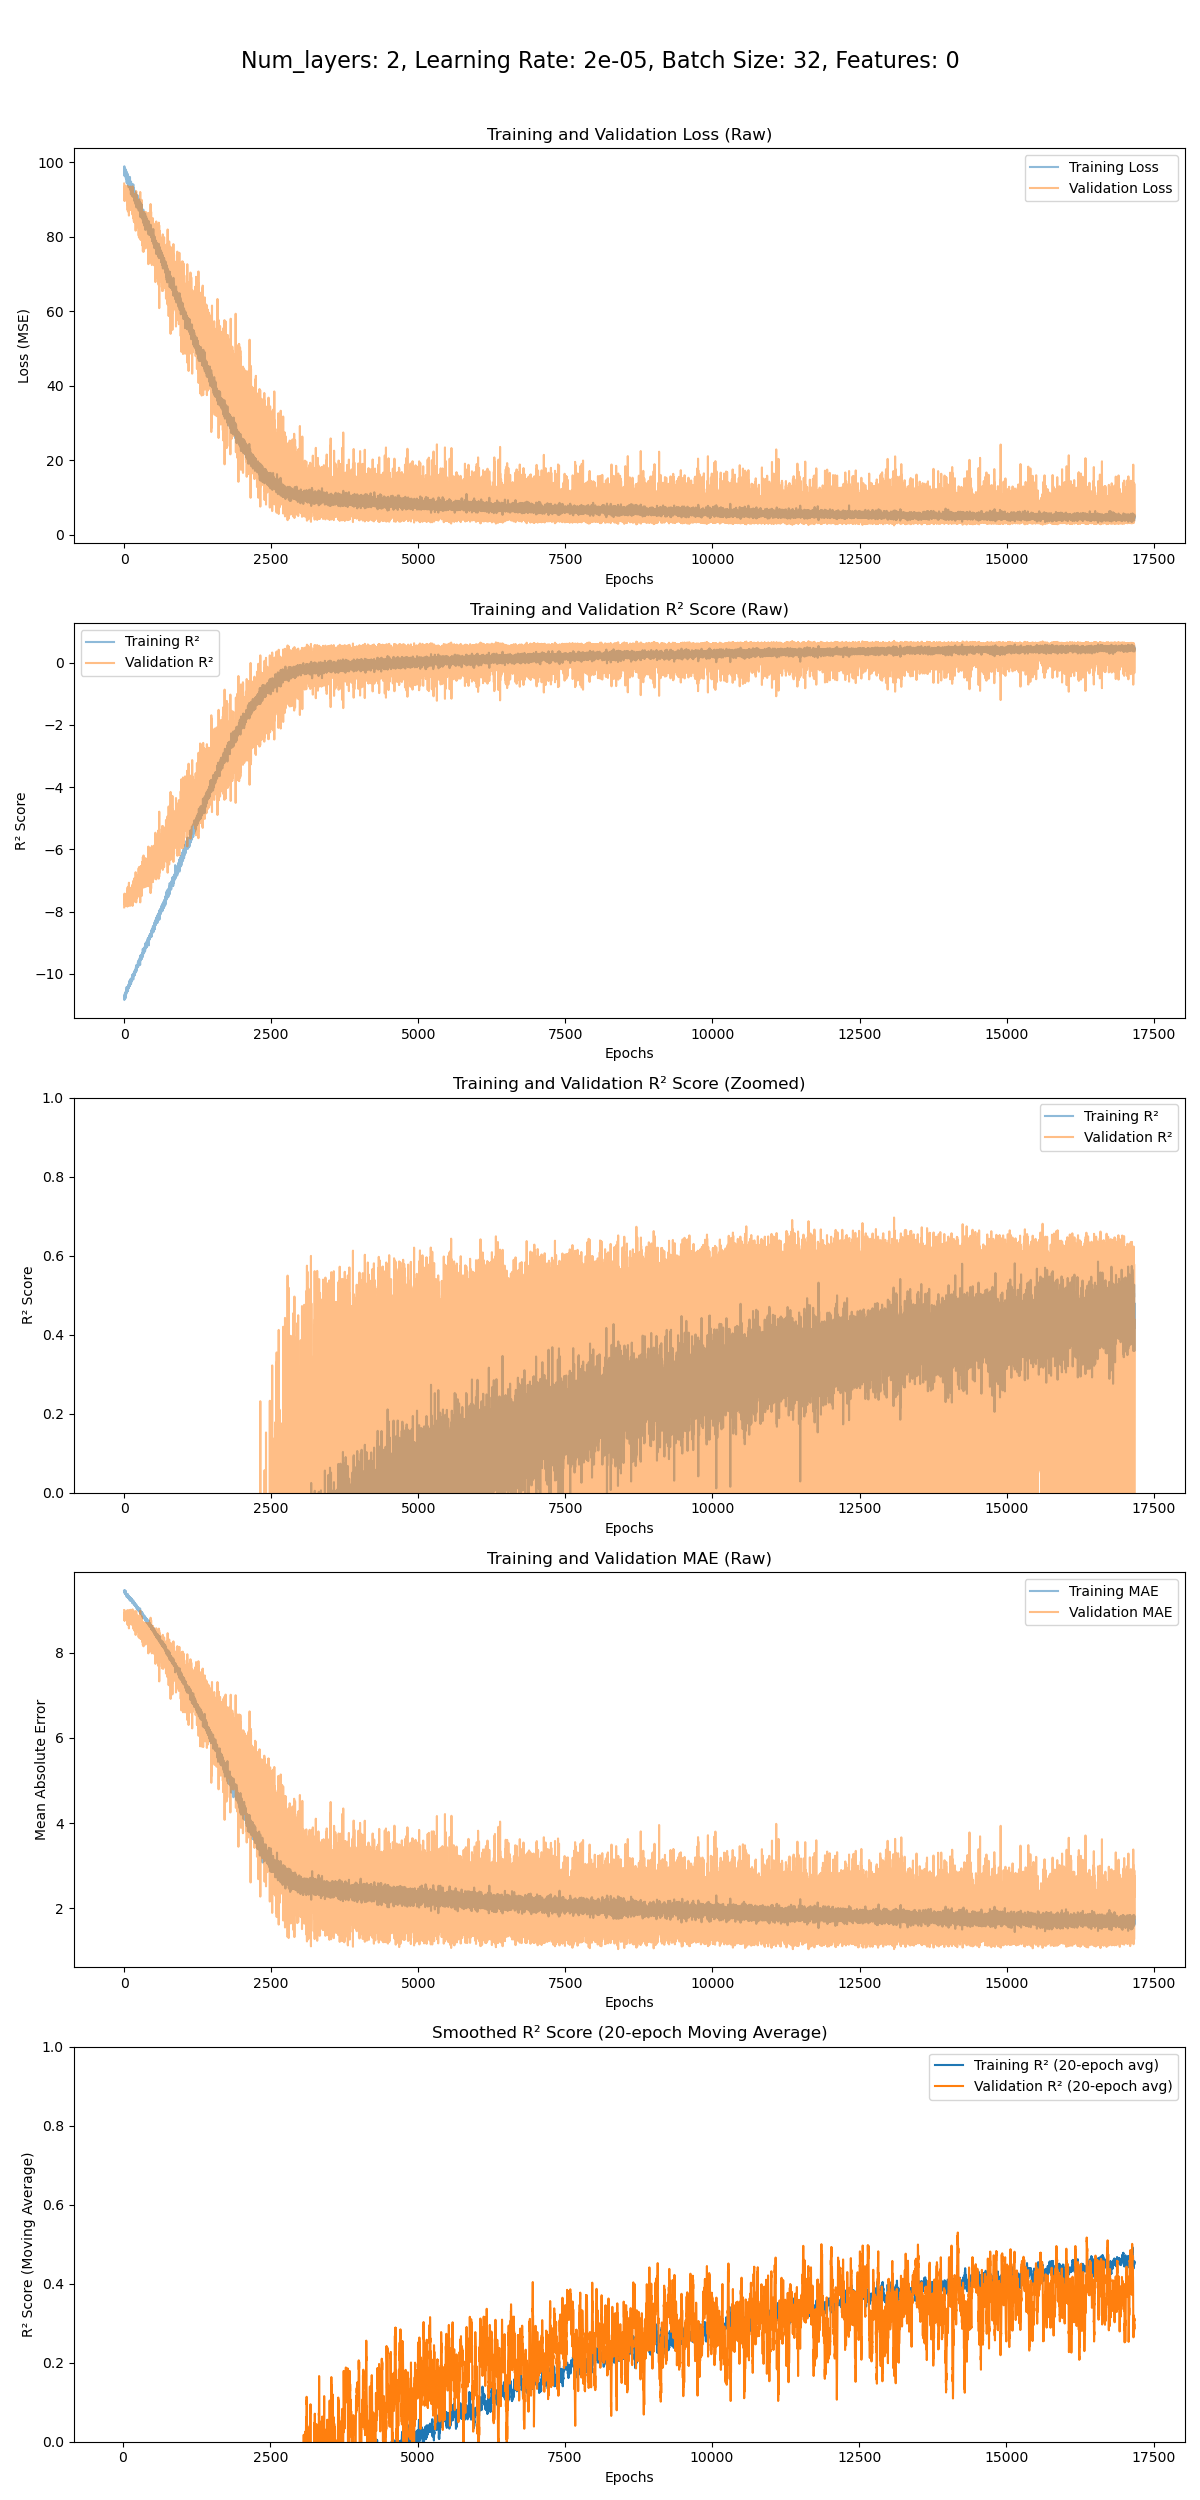 Num_layers: 2, Learning Rate: 2e-05, Batch Size: 32, Features: 0
Training and Validation Loss (Raw)
Training Loss
Validation Loss
100
80
60
40
20
0
Loss (MSE)
0 2500 5000 7500 10000 12500 15000 17500
Epochs
Training and Validation R² Score (Raw)
Training R²
Validation R²
0
−2
−4
−6
−8
−10
R² Score
0 2500 5000 7500 10000 12500 15000 17500
Epochs
Training and Validation R² Score (Zoomed)
Training R²
Validation R²
1.0
0.8
0.6
0.4
0.2
0.0
R² Score
0 2500 5000 7500 10000 12500 15000 17500
Epochs
Training and Validation MAE (Raw)
Training MAE
Validation MAE
8
6
4
2
Mean Absolute Error
0 2500 5000 7500 10000 12500 15000 17500
Epochs
Smoothed R² Score (20-epoch Moving Average)
Training R² (20-epoch avg)
Validation R² (20-epoch avg)
1.0
0.8
0.6
0.4
0.2
0.0
R² Score (Moving Average)
0 2500 5000 7500 10000 12500 15000 17500
Epochs